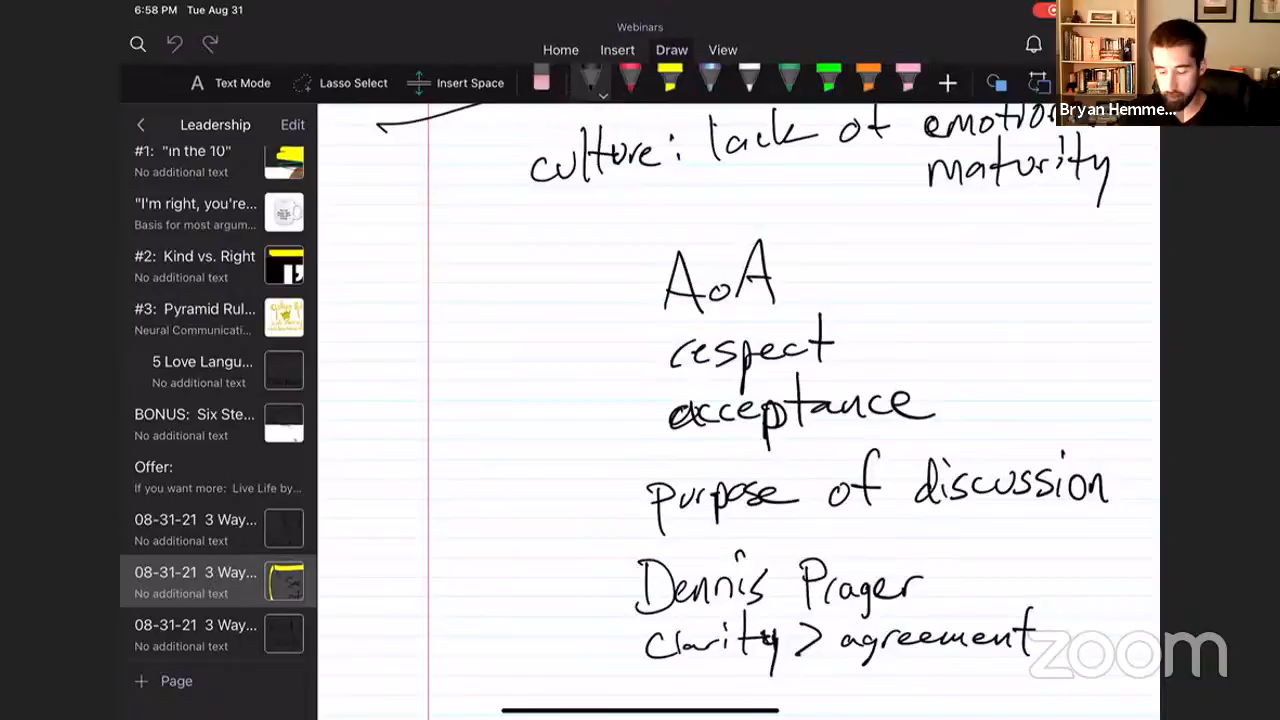 6:58 PM Tue Aug 31
Webinars
Home Insert Draw View
Text Mode Lasso Select Insert Space
Bryan Hemme...
Leadership Edit
#1: "in the 10"
No additional text
"I'm right, you're...
Basis for most argum...
#2: Kind vs. Right
No additional text
#3: Pyramid Rul...
Neural Communicati...
5 Love Langu...
No additional text
BONUS: Six Ste...
No additional text
Offer:
If you want more: Live Life by...
08-31-21 3 Way...
No additional text
08-31-21 3 Way...
No additional text
08-31-21 3 Way...
No additional text
Page
culture: lack of emotion
maturity
AoA
respect
acceptance
purpose of discussion
Dennis Prager
clarity > agreement
zoom